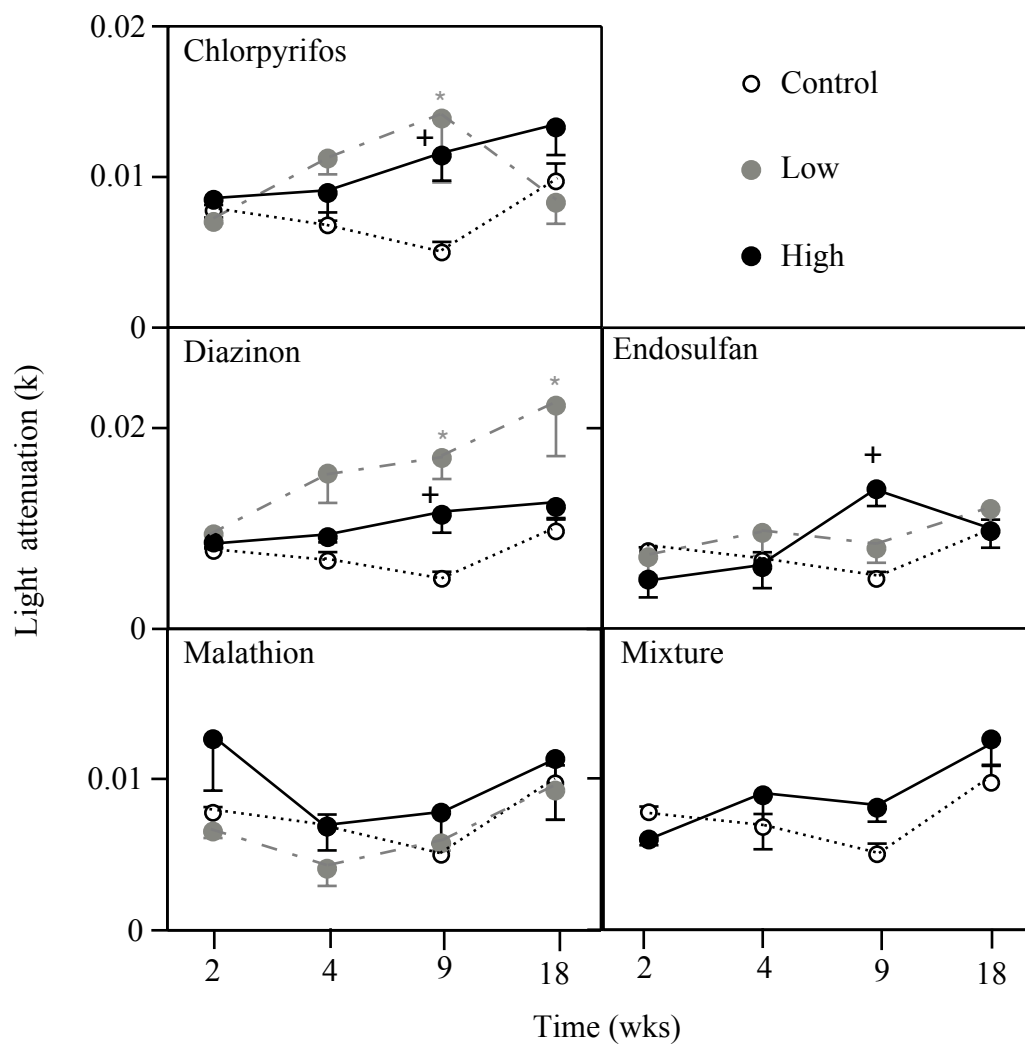 0.02
Chlorpyrifos
Control
*
+
0.01
Low
High
0
Diazinon
Endosulfan
*
0.02
*
+
+
Light attenuation (k)
0
Malathion
Mixture
0.01
0
2 4 9 18 2 4 9 18
Time (wks)